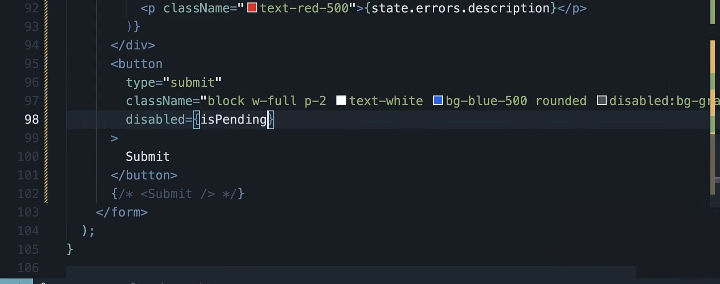 92 <p className="text-red-500">{state.errors.description}</p>
93 )}
94 </div>
95 <button
96 type="submit"
97 className="block w-full p-2 text-white bg-blue-500 rounded disabled:bg-gra
98 disabled={isPending}
99 >
100 Submit
101 </button>
102 {/* <Submit /> */}
103 </form>
104 );
105 }
106